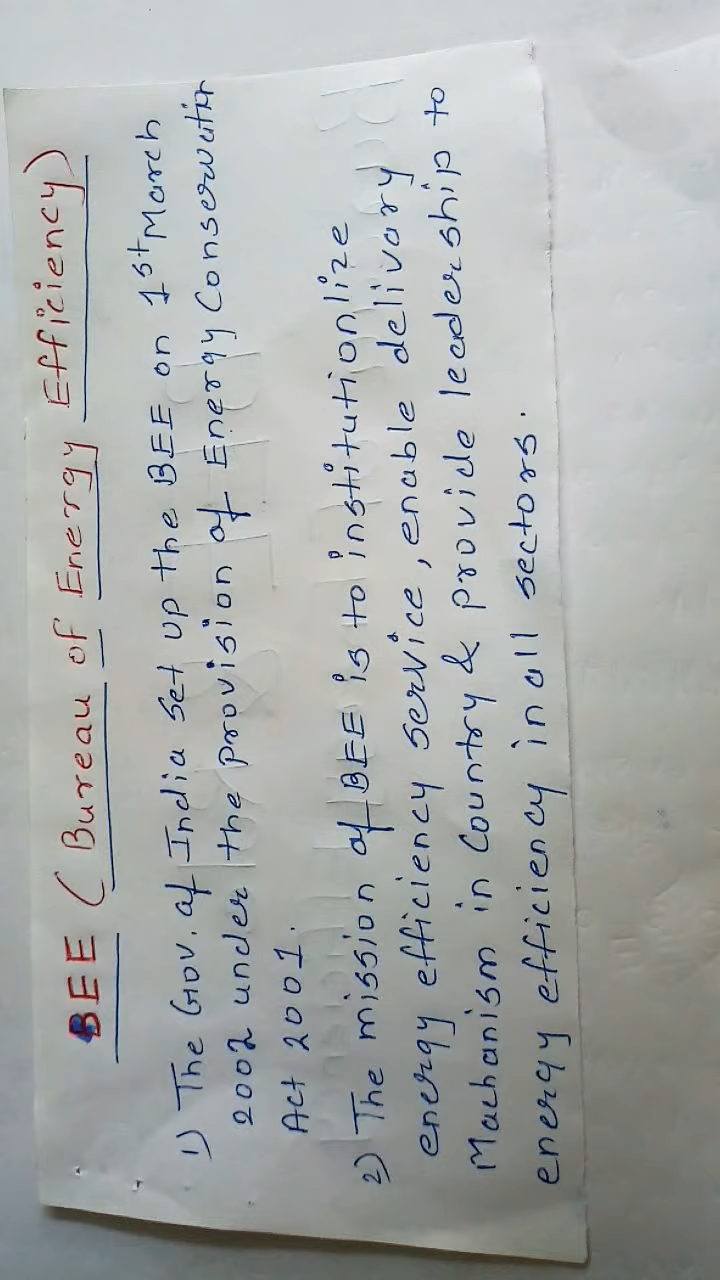 BEE (Bureau of Energy Efficiency)
1) The Gov. of India set up the BEE on 1st March
2002 under the provision of Energy Conservation
Act 2001.
2) The mission of BEE is to institutionlize
energy efficiency service, enable delivary
Machanism in Country & provide leadership to
energy efficiency in all sectors.